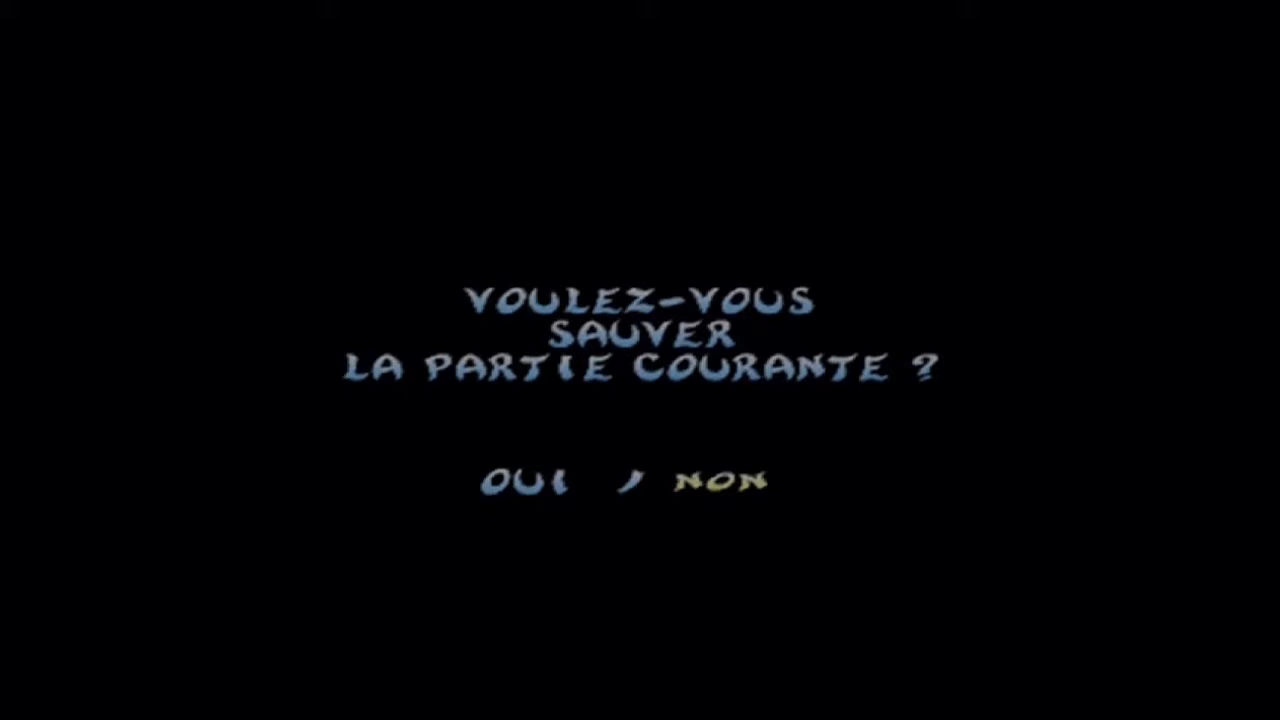 VOULEZ-VOUS
SAUVER
LA PARTIE COURANTE ?
OUI / NON